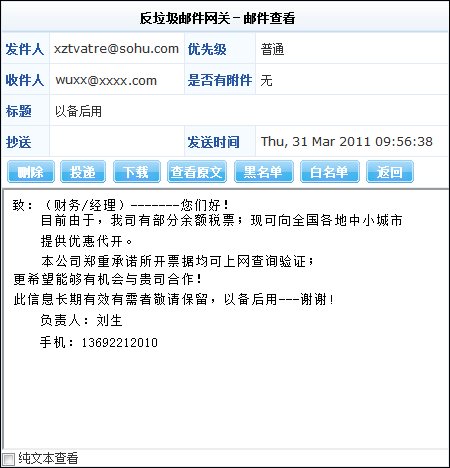 反垃圾邮件网关－邮件查看
发件人 xztvatre@sohu.com 优先级 普通
收件人 wuxx@xxxx.com 是否有附件 无
标题 以备后用
抄送 发送时间 Thu, 31 Mar 2011 09:56:38
删除 投递 下载 查看原文 黑名单 白名单 返回
致：（财务/经理）-------您们好！
目前由于，我司有部分余额税票；现可向全国各地中小城市
提供优惠代开。
本公司郑重承诺所开票据均可上网查询验证；
更希望能够有机会与贵司合作！
此信息长期有效有需者敬请保留，以备后用---谢谢！
负责人：刘生
手机：13692212010
纯文本查看